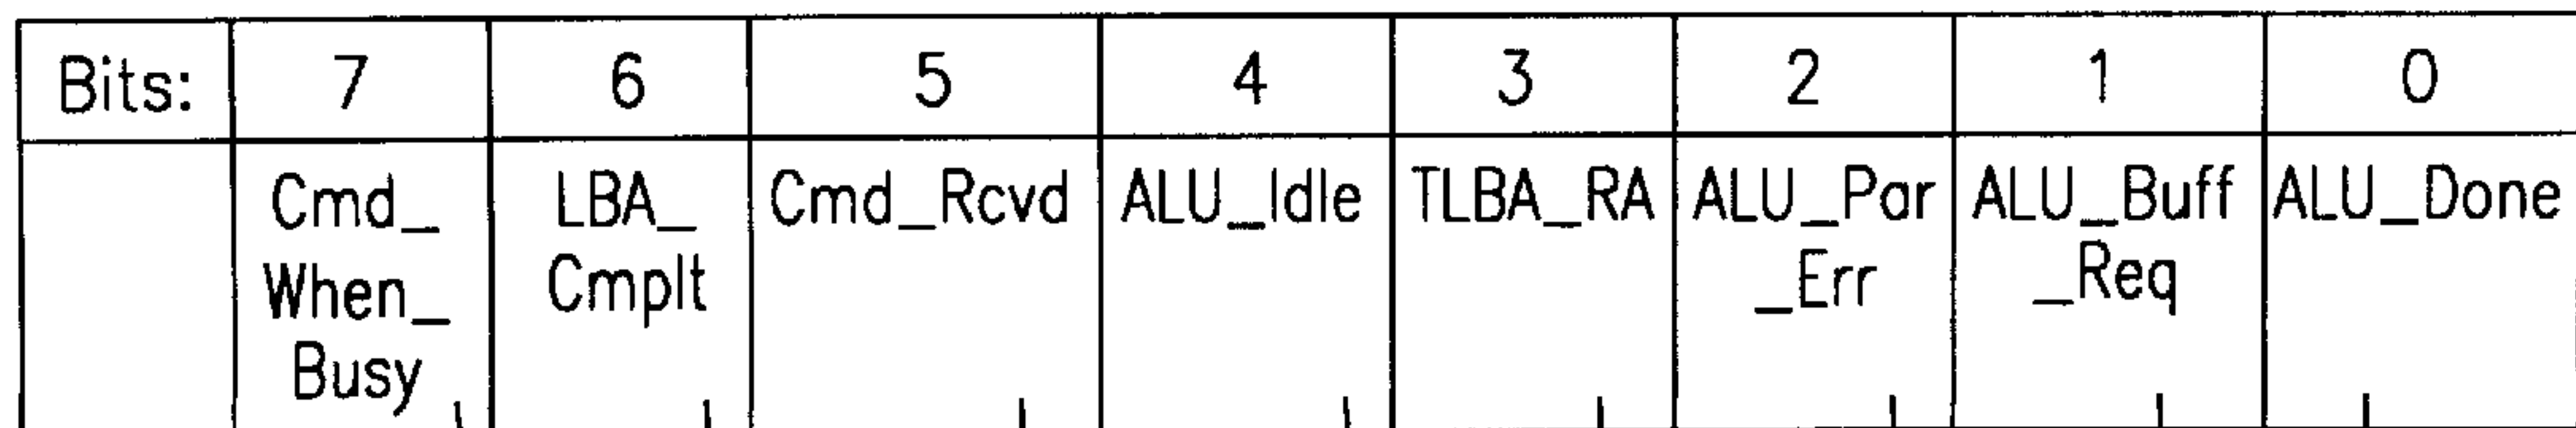 Bits: 7 6 5 4 3 2 1 0
Cmd_ LBA_ Cmd_Rcvd ALU_Idle TLBA_RA ALU_Par ALU_Buff ALU_Done
When_ Cmplt _Err _Req
Busy